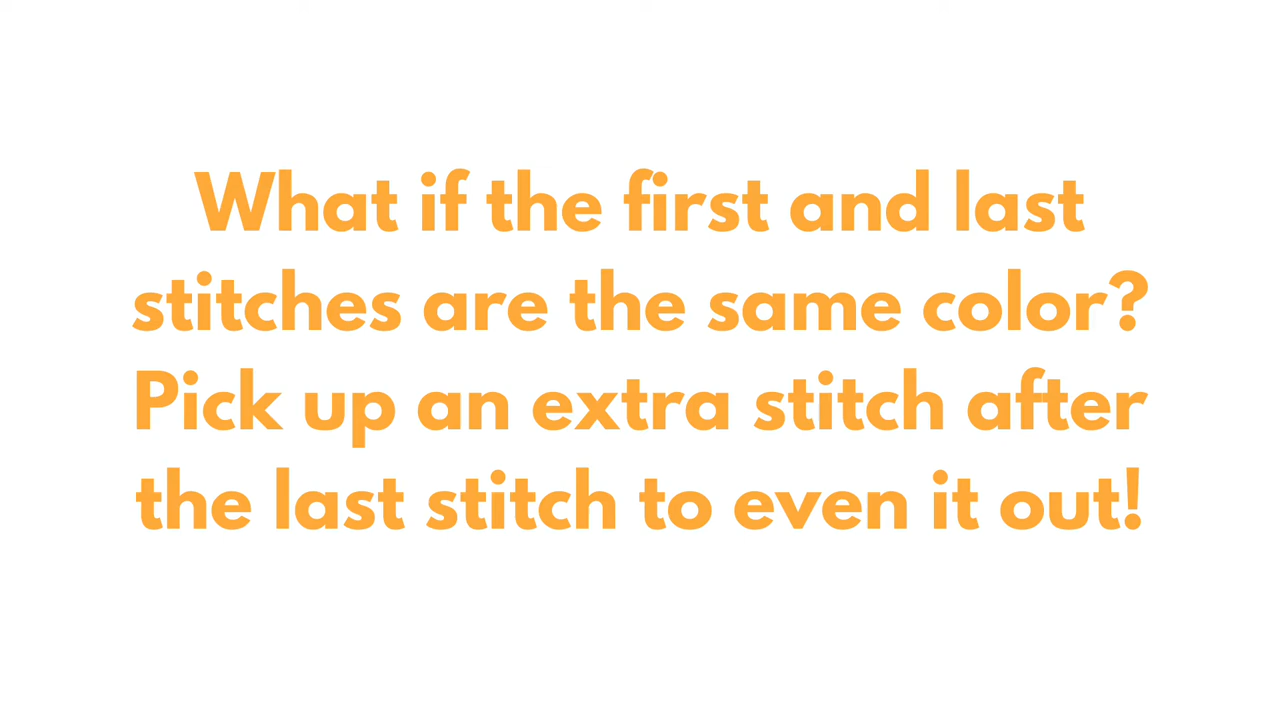 What if the first and last
stitches are the same color?
Pick up an extra stitch after
the last stitch to even it out!